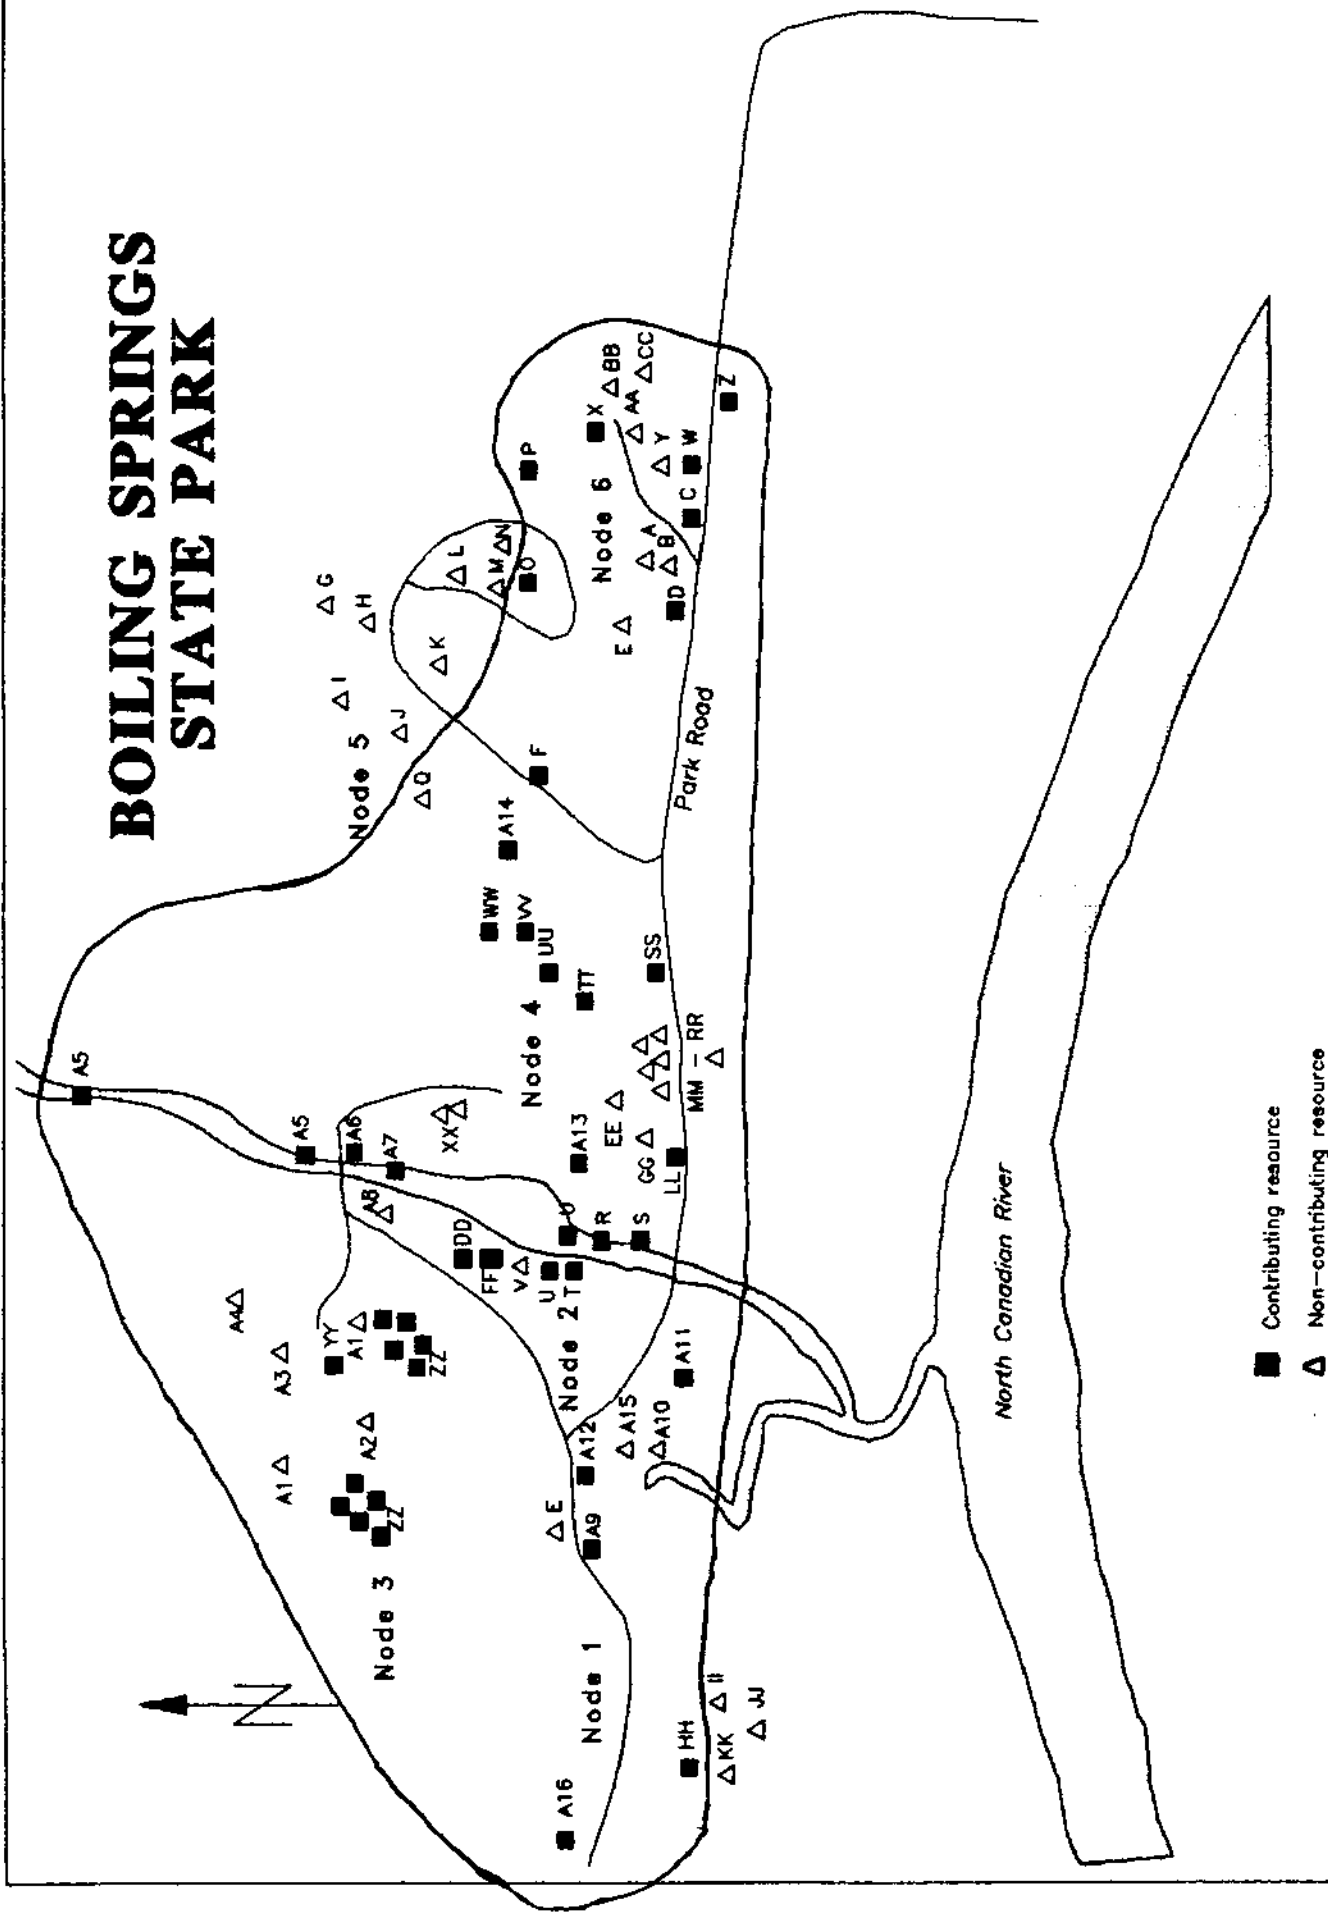 BOILING SPRINGS
STATE PARK
N
A5
A5
A6
A7
A8
XX
A4
A3
A1
YY
A1
A2
ZZ
ZZ
Node 3
DD
FF
V
U
T
U
R
S
Node 2
A13
EE
GG
LL
MM - RR
Node 4
WW
VV
UU
TT
SS
A14
F
Node 5
Q
J
I
H
G
K
L
M
N
O
P
Node 6
X
BB
CC
AA
Y
W
Z
C
A
B
D
E
Park Road
A11
A15
A10
A12
E
A9
Node 1
A16
HH
II
JJ
KK
North Canadian River
Contributing resource
Non-contributing resource